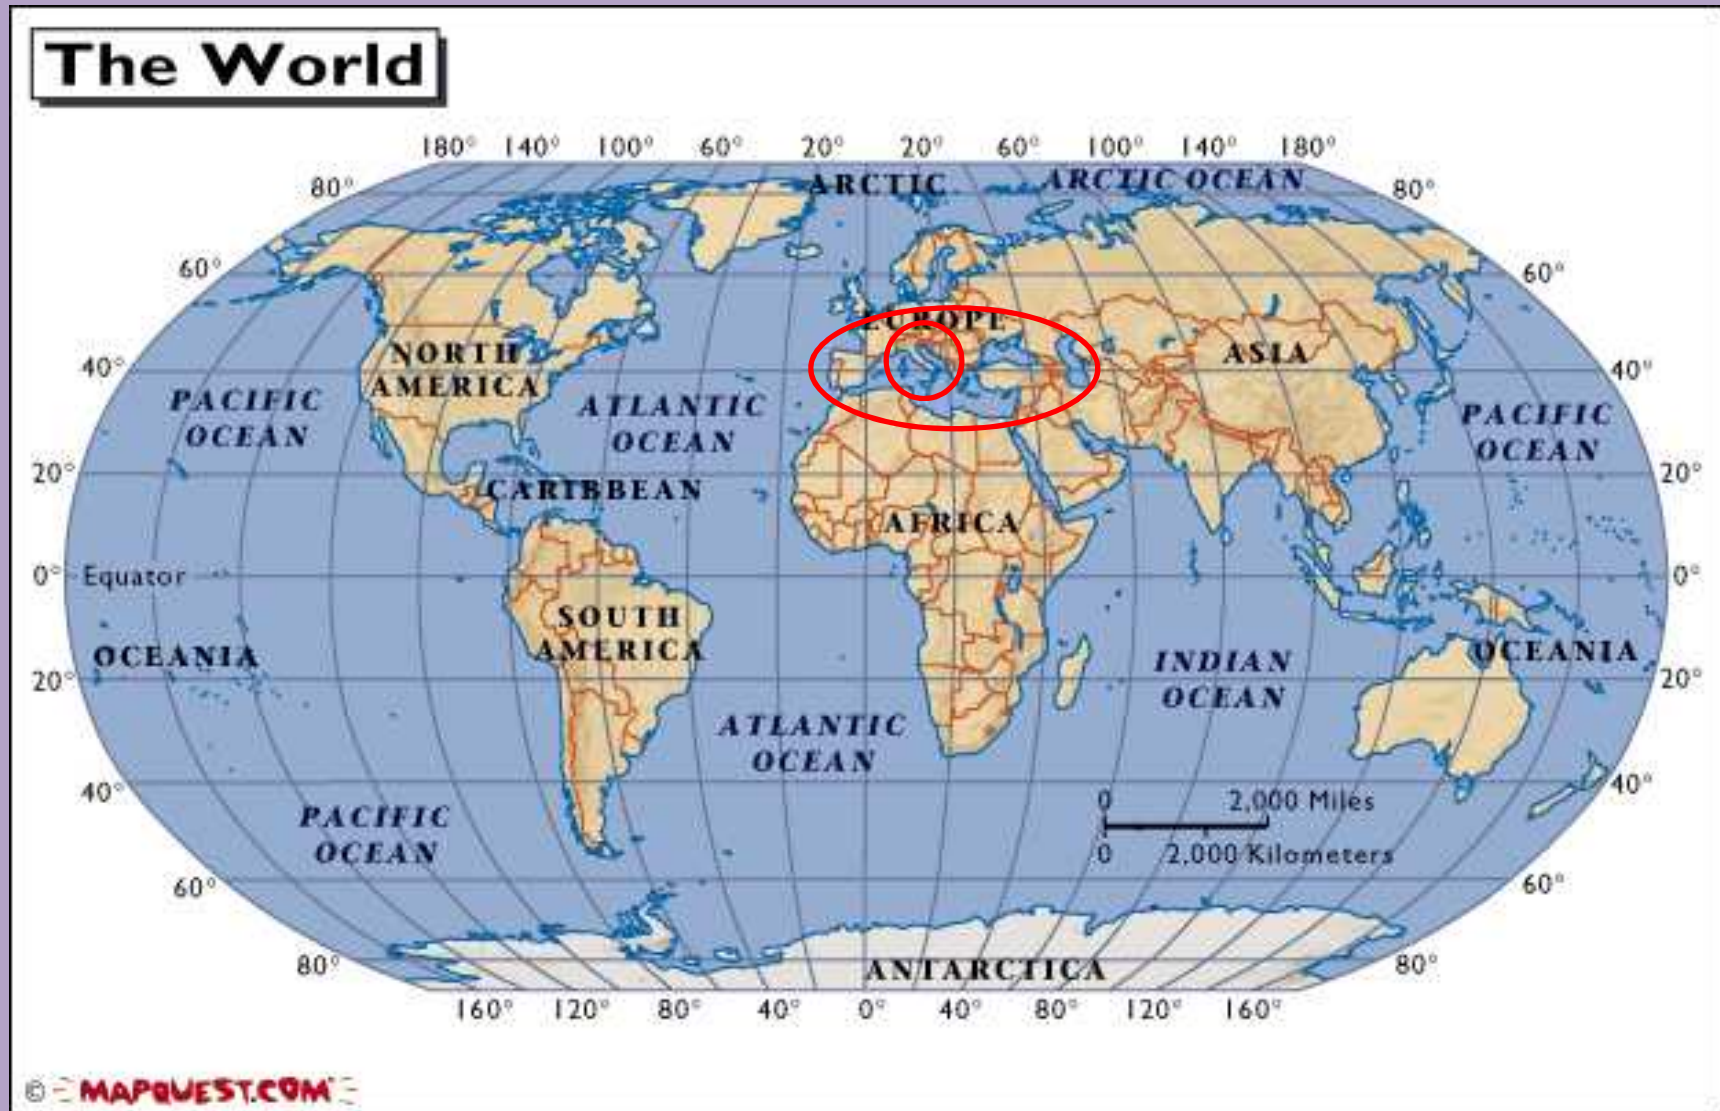 The World
180° 140° 100° 60° 20° 20° 60° 100° 140° 180°
80° ARCTIC ARCTIC OCEAN 80°
60° 60°
EUROPE
NORTH
AMERICA
ASIA
40° 40°
PACIFIC
OCEAN
ATLANTIC
OCEAN
PACIFIC
OCEAN
20° 20°
CARIBBEAN
AFRICA
0° Equator 0°
SOUTH
AMERICA
OCEANIA
INDIAN
OCEAN
OCEANIA
20° 20°
ATLANTIC
OCEAN
40° 40°
0 2,000 Miles
0 2,000 Kilometers
PACIFIC
OCEAN
60° 60°
80° ANTARCTICA 80°
160° 120° 80° 40° 0° 40° 80° 120° 160°
© MAPQUEST.COM